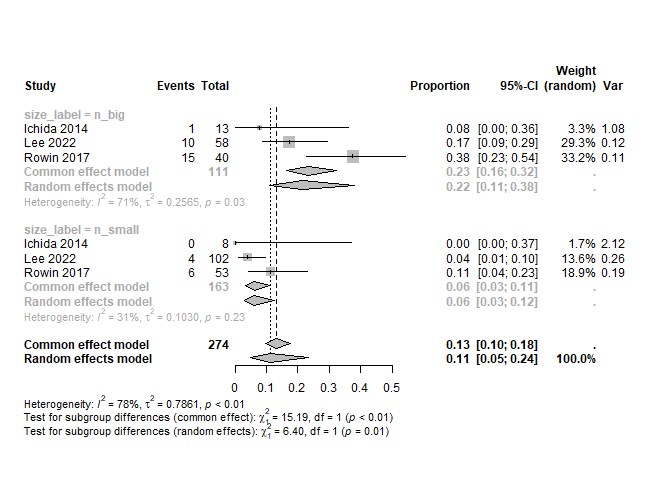 Weight
Study Events Total Proportion 95%-CI (random) Var
size_label = n_big
Ichida 2014 1 13 0.08 [0.00; 0.36] 3.3% 1.08
Lee 2022 10 58 0.17 [0.09; 0.29] 29.3% 0.12
Rowin 2017 15 40 0.38 [0.23; 0.54] 33.2% 0.11
Common effect model 111 0.23 [0.16; 0.32] .
Random effects model 0.22 [0.11; 0.38] .
Heterogeneity: I² = 71%, τ² = 0.2565, p = 0.03
size_label = n_small
Ichida 2014 0 8 0.00 [0.00; 0.37] 1.7% 2.12
Lee 2022 4 102 0.04 [0.01; 0.10] 13.6% 0.26
Rowin 2017 6 53 0.11 [0.04; 0.23] 18.9% 0.19
Common effect model 163 0.06 [0.03; 0.11] .
Random effects model 0.06 [0.03; 0.12] .
Heterogeneity: I² = 31%, τ² = 0.1030, p = 0.23
Common effect model 274 0.13 [0.10; 0.18] .
Random effects model 0.11 [0.05; 0.24] 100.0%
0 0.1 0.2 0.3 0.4 0.5
Heterogeneity: I² = 78%, τ² = 0.7861, p < 0.01
Test for subgroup differences (common effect): χ²₁ = 15.19, df = 1 (p < 0.01)
Test for subgroup differences (random effects): χ²₁ = 6.40, df = 1 (p = 0.01)